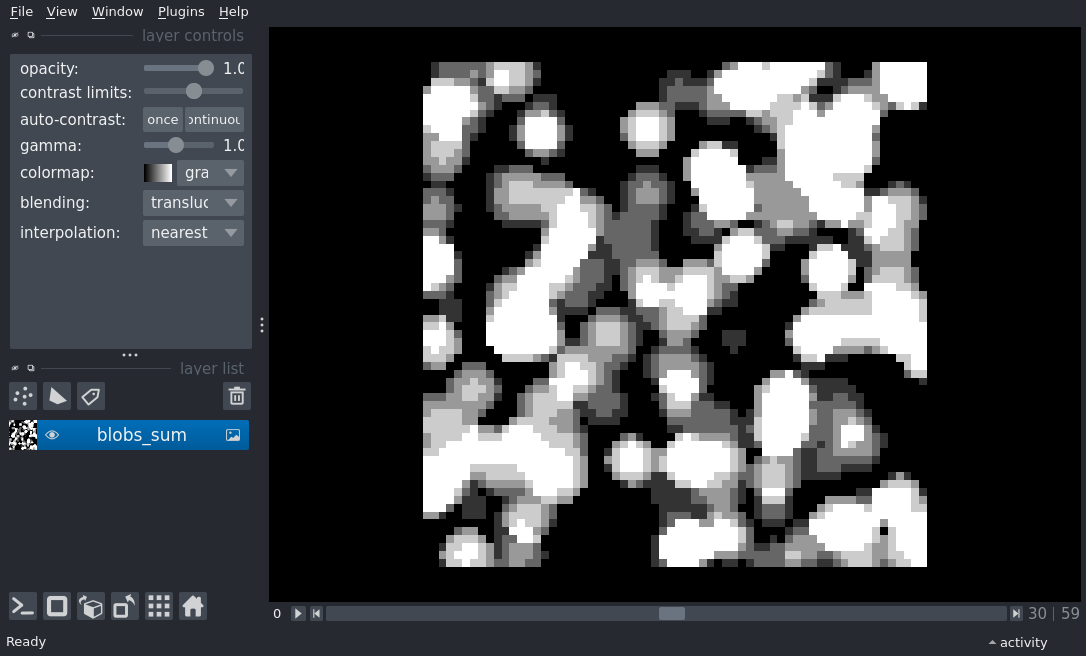 File View Window Plugins Help
layer controls
opacity: 1.0
contrast limits:
auto-contrast: once ontinuou
gamma: 1.0
colormap: gra
blending: transluc
interpolation: nearest
layer list
blobs_sum
0 30 | 59
Ready activity